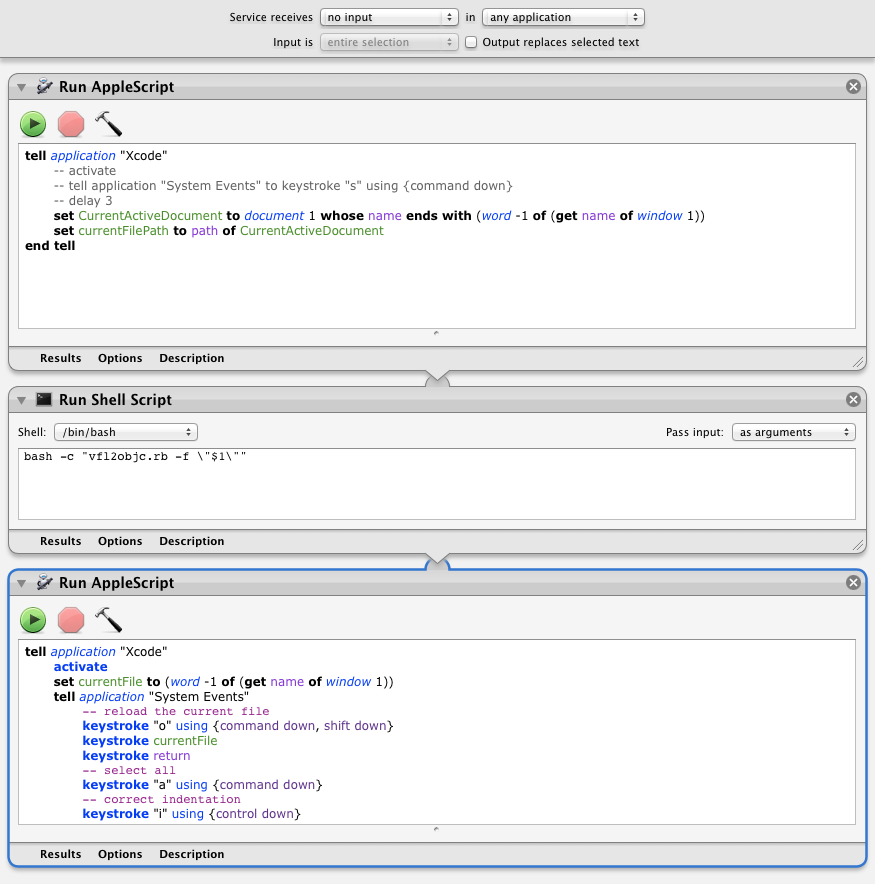 Service receives no input in any application
Input is entire selection Output replaces selected text
Run AppleScript
tell application "Xcode"
-- activate
-- tell application "System Events" to keystroke "s" using {command down}
-- delay 3
set CurrentActiveDocument to document 1 whose name ends with (word -1 of (get name of window 1))
set currentFilePath to path of CurrentActiveDocument
end tell
Results Options Description
Run Shell Script
Shell: /bin/bash Pass input: as arguments
bash -c "vfl2objc.rb -f \"$1\""
Results Options Description
Run AppleScript
tell application "Xcode"
activate
set currentFile to (word -1 of (get name of window 1))
tell application "System Events"
-- reload the current file
keystroke "o" using {command down, shift down}
keystroke currentFile
keystroke return
-- select all
keystroke "a" using {command down}
-- correct indentation
keystroke "i" using {control down}
Results Options Description